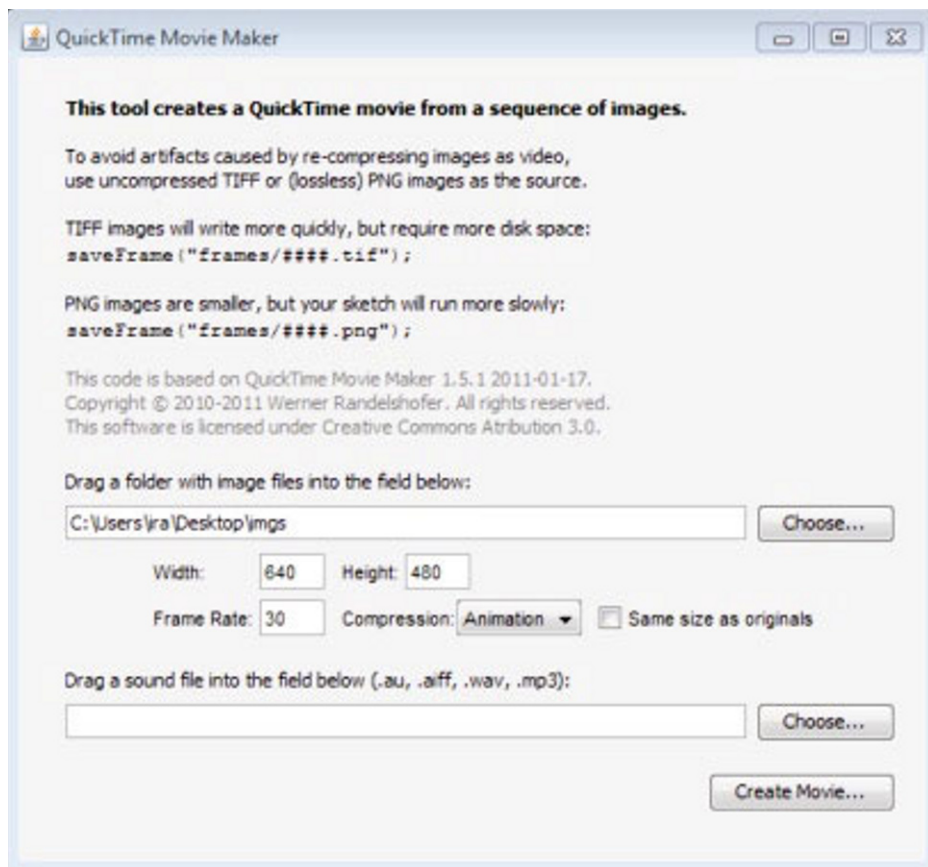 QuickTime Movie Maker
This tool creates a QuickTime movie from a sequence of images.
To avoid artifacts caused by re-compressing images as video,
use uncompressed TIFF or (lossless) PNG images as the source.
TIFF images will write more quickly, but require more disk space:
saveFrame("frames/####.tif");
PNG images are smaller, but your sketch will run more slowly:
saveFrame("frames/####.png");
This code is based on QuickTime Movie Maker 1.5.1 2011-01-17.
Copyright © 2010-2011 Werner Randelshofer. All rights reserved.
This software is licensed under Creative Commons Atribution 3.0.
Drag a folder with image files into the field below:
C:\Users\jra\Desktop\imgs Choose...
Width: 640 Height: 480
Frame Rate: 30 Compression: Animation Same size as originals
Drag a sound file into the field below (.au, .aiff, .wav, .mp3):
Choose...
Create Movie...